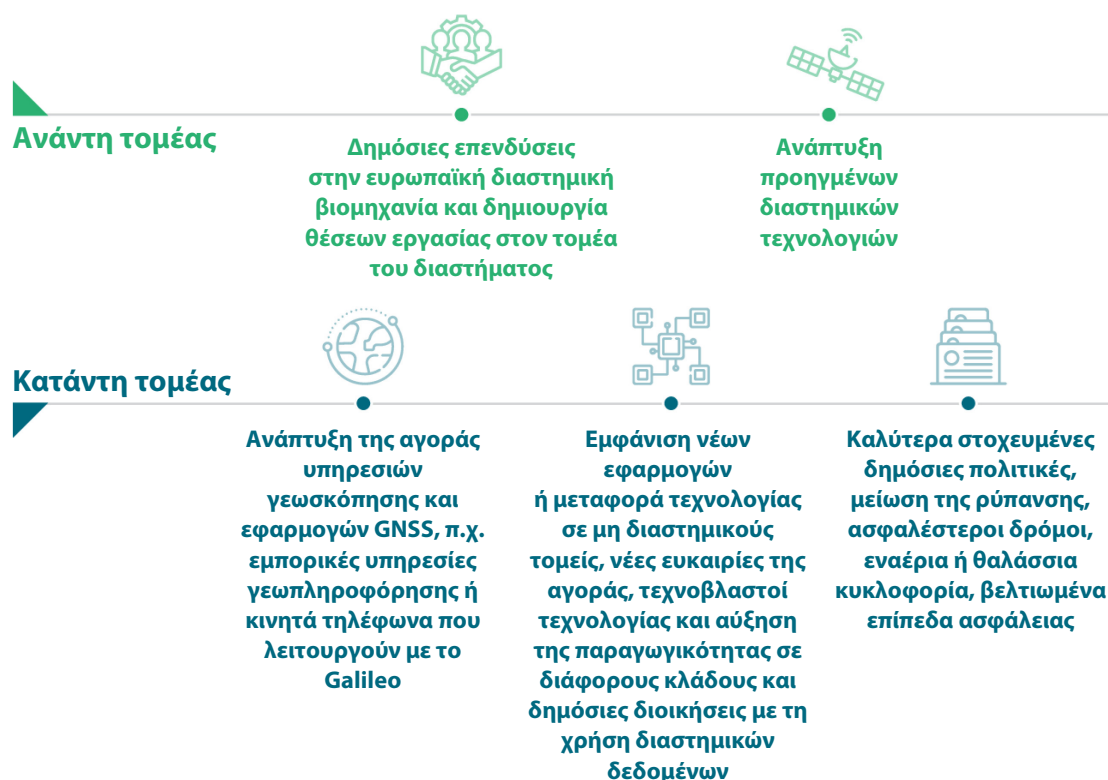 Ανάντη τομέας
Δημόσιες επενδύσεις
στην ευρωπαϊκή διαστημική
βιομηχανία και δημιουργία
θέσεων εργασίας στον τομέα
του διαστήματος
Ανάπτυξη
προηγμένων
διαστημικών
τεχνολογιών
Κατάντη τομέας
Ανάπτυξη της αγοράς
υπηρεσιών
γεωσκόπησης και
εφαρμογών GNSS, π.χ.
εμπορικές υπηρεσίες
γεωπληροφόρησης ή
κινητά τηλέφωνα που
λειτουργούν με το
Galileo
Εμφάνιση νέων
εφαρμογών
ή μεταφορά τεχνολογίας
σε μη διαστημικούς
τομείς, νέες ευκαιρίες της
αγοράς, τεχνοβλαστοί
τεχνολογίας και αύξηση
της παραγωγικότητας σε
διάφορους κλάδους και
δημόσιες διοικήσεις με τη
χρήση διαστημικών
δεδομένων
Καλύτερα στοχευμένες
δημόσιες πολιτικές,
μείωση της ρύπανσης,
ασφαλέστεροι δρόμοι,
εναέρια ή θαλάσσια
κυκλοφορία, βελτιωμένα
επίπεδα ασφάλειας